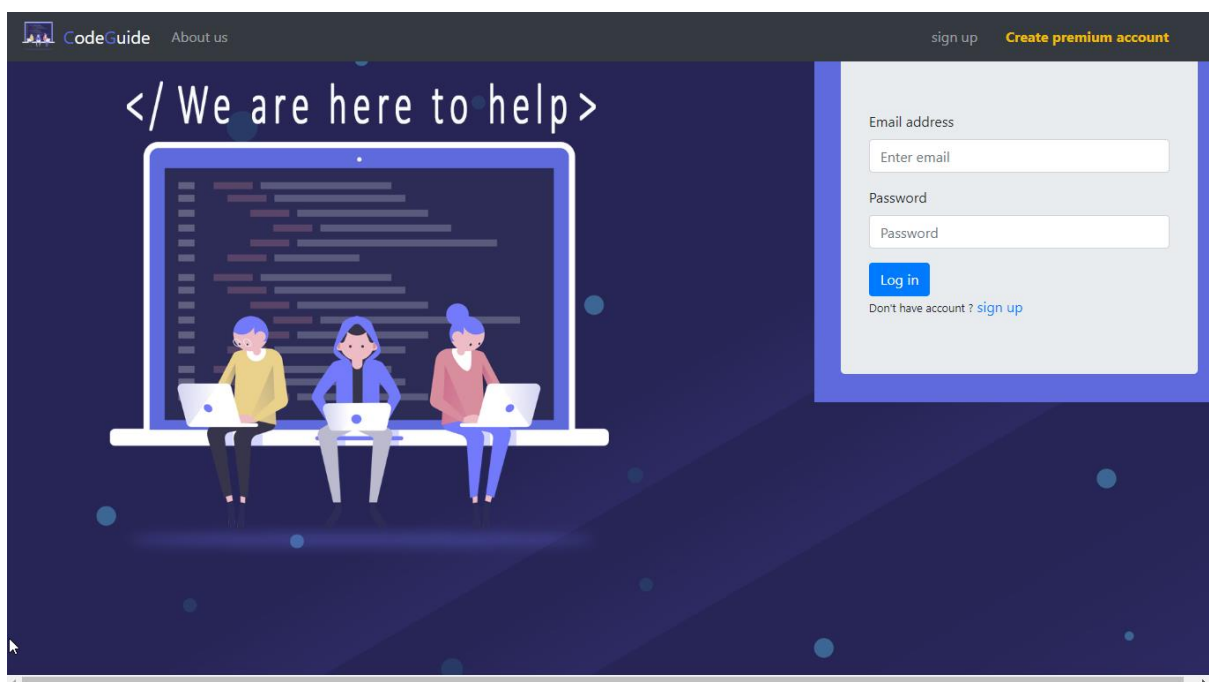 CodeGuide About us sign up Create premium account
</ We are here to help>
Email address
Enter email
Password
Password
Log in
Don't have account ? sign up